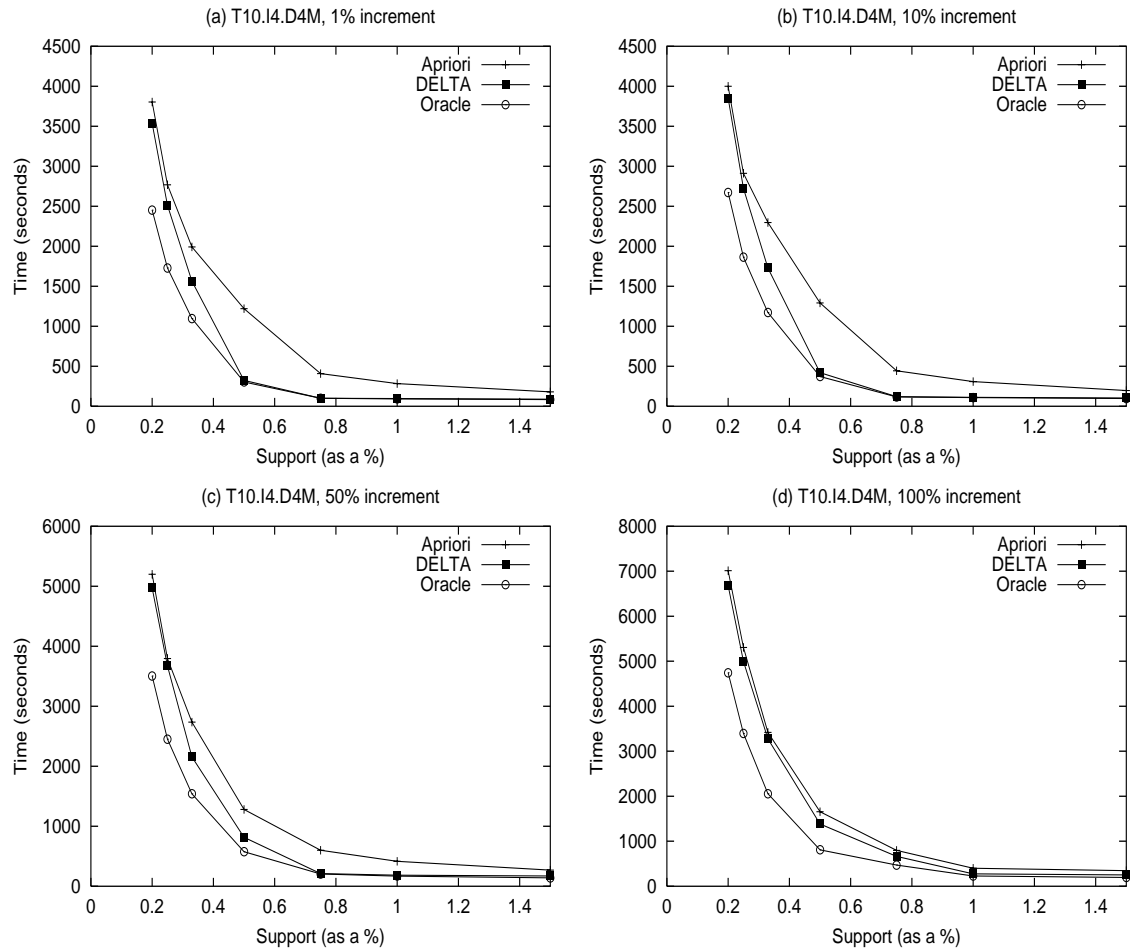 (a) T10.I4.D4M, 1% increment
4500
4000
3500
3000
2500
2000
1500
1000
500
0
Time (seconds)
Apriori
DELTA
Oracle
0 0.2 0.4 0.6 0.8 1 1.2 1.4
Support (as a %)
(b) T10.I4.D4M, 10% increment
4500
4000
3500
3000
2500
2000
1500
1000
500
0
Time (seconds)
Apriori
DELTA
Oracle
0 0.2 0.4 0.6 0.8 1 1.2 1.4
Support (as a %)
(c) T10.I4.D4M, 50% increment
6000
5000
4000
3000
2000
1000
0
Time (seconds)
Apriori
DELTA
Oracle
0 0.2 0.4 0.6 0.8 1 1.2 1.4
Support (as a %)
(d) T10.I4.D4M, 100% increment
8000
7000
6000
5000
4000
3000
2000
1000
0
Time (seconds)
Apriori
DELTA
Oracle
0 0.2 0.4 0.6 0.8 1 1.2 1.4
Support (as a %)